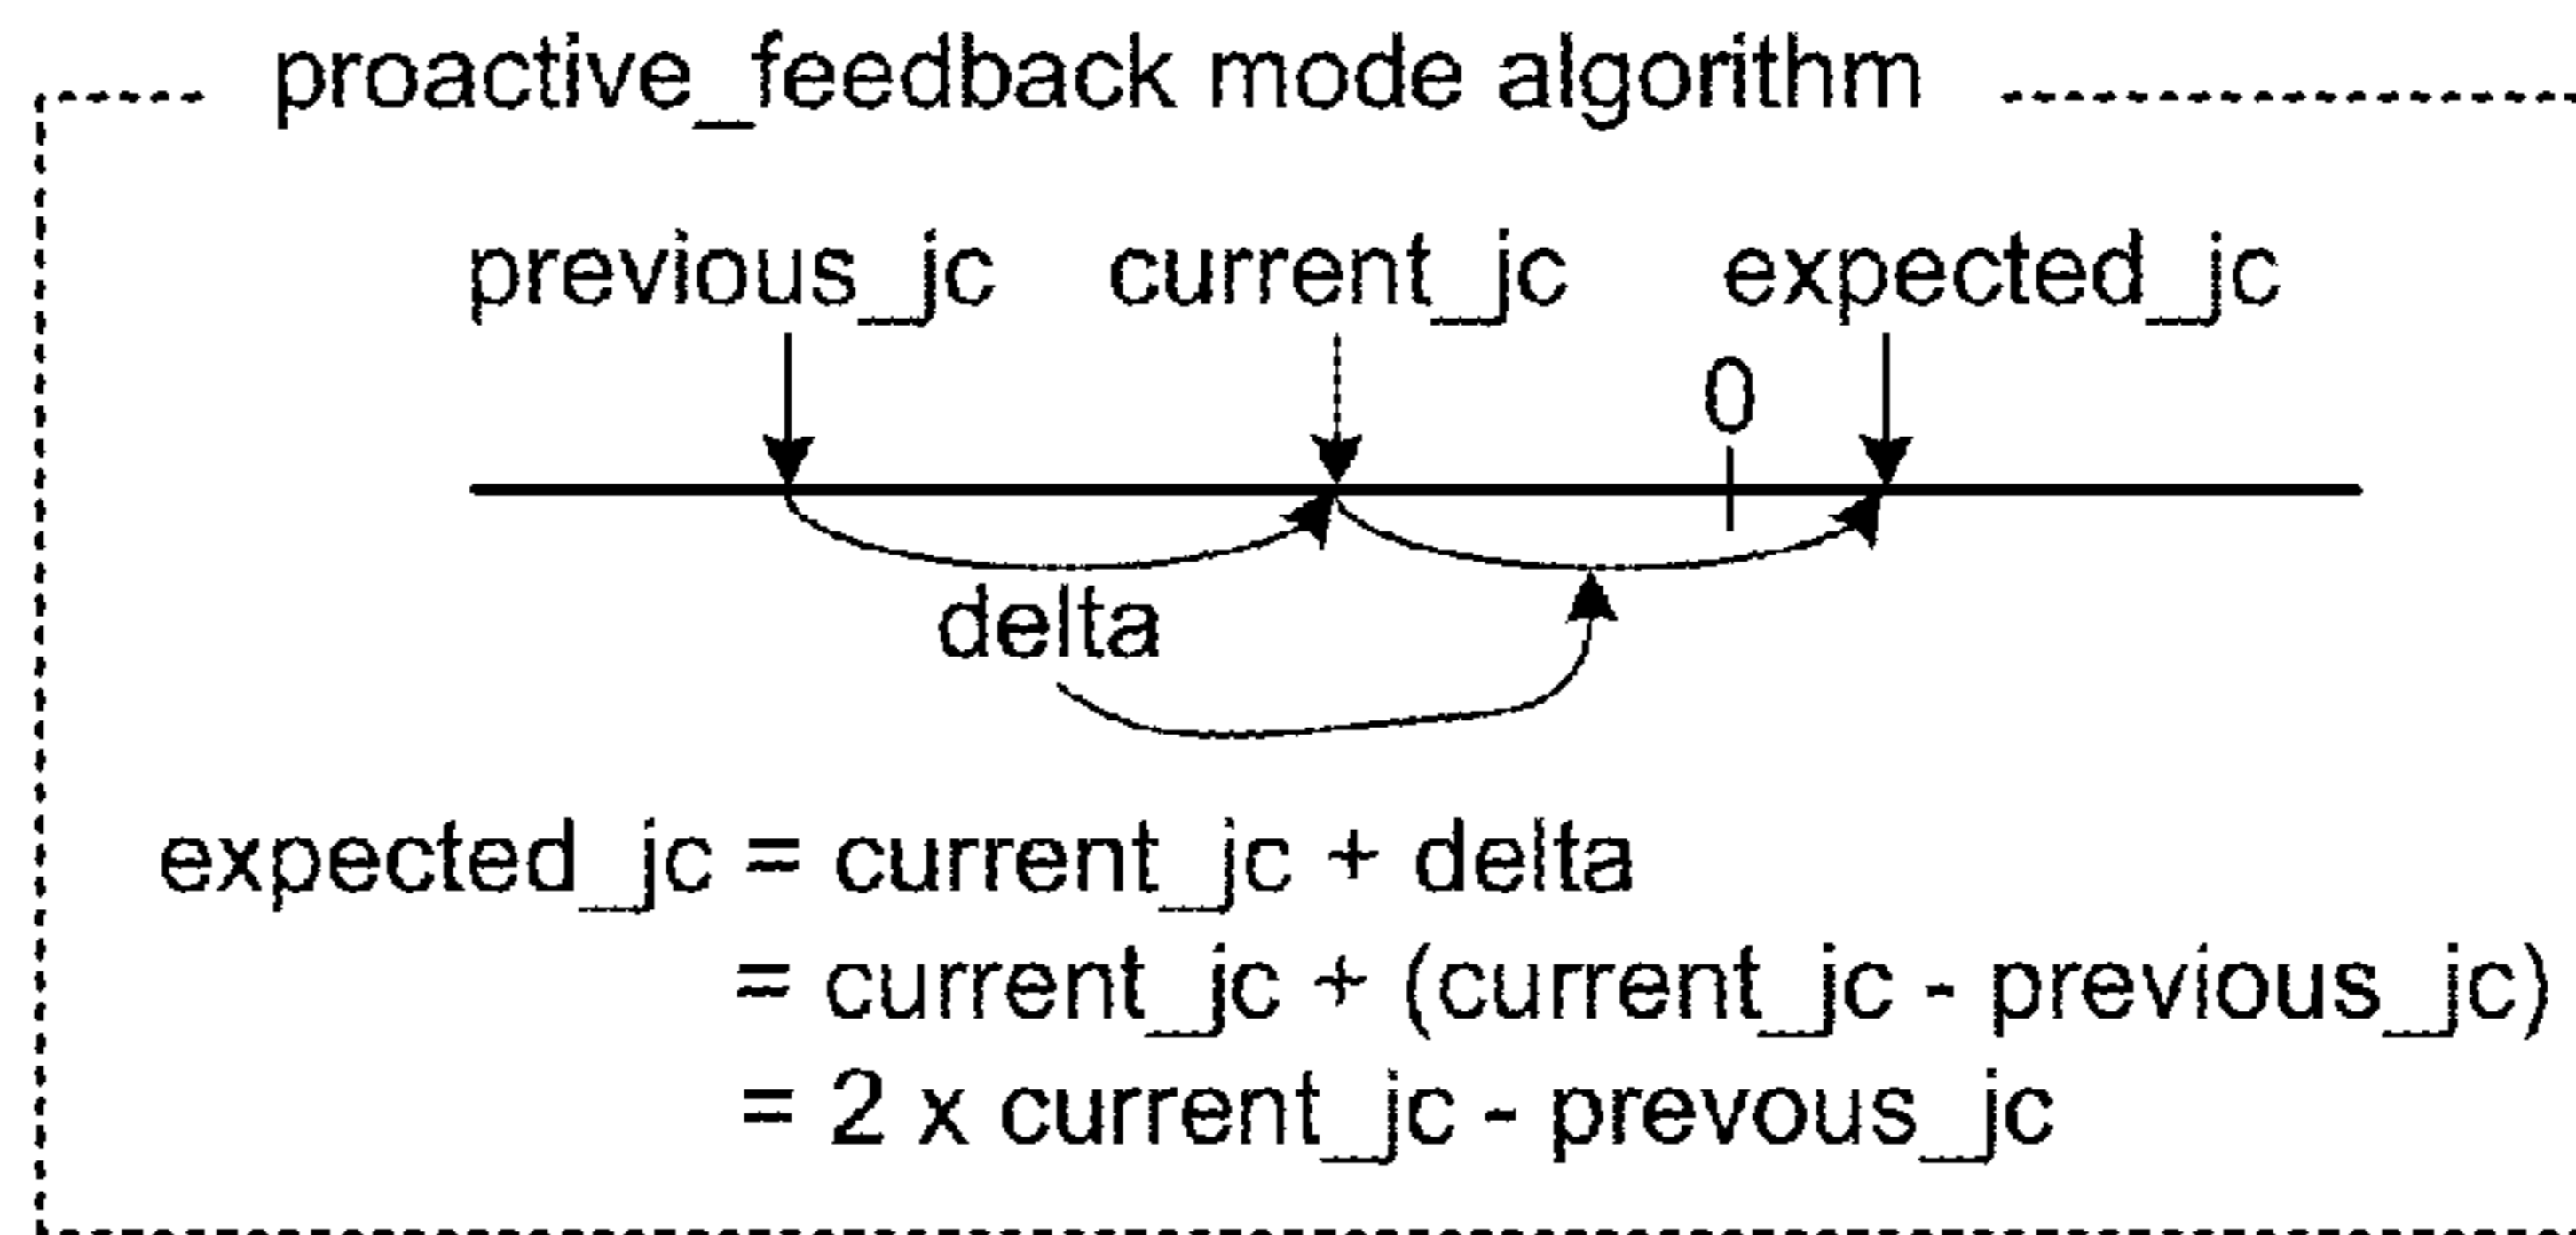 proactive_feedback mode algorithm
previous_jc current_jc expected_jc
0
delta
expected_jc = current_jc + delta
= current_jc + (current_jc - previous_jc)
= 2 x current_jc - prevous_jc